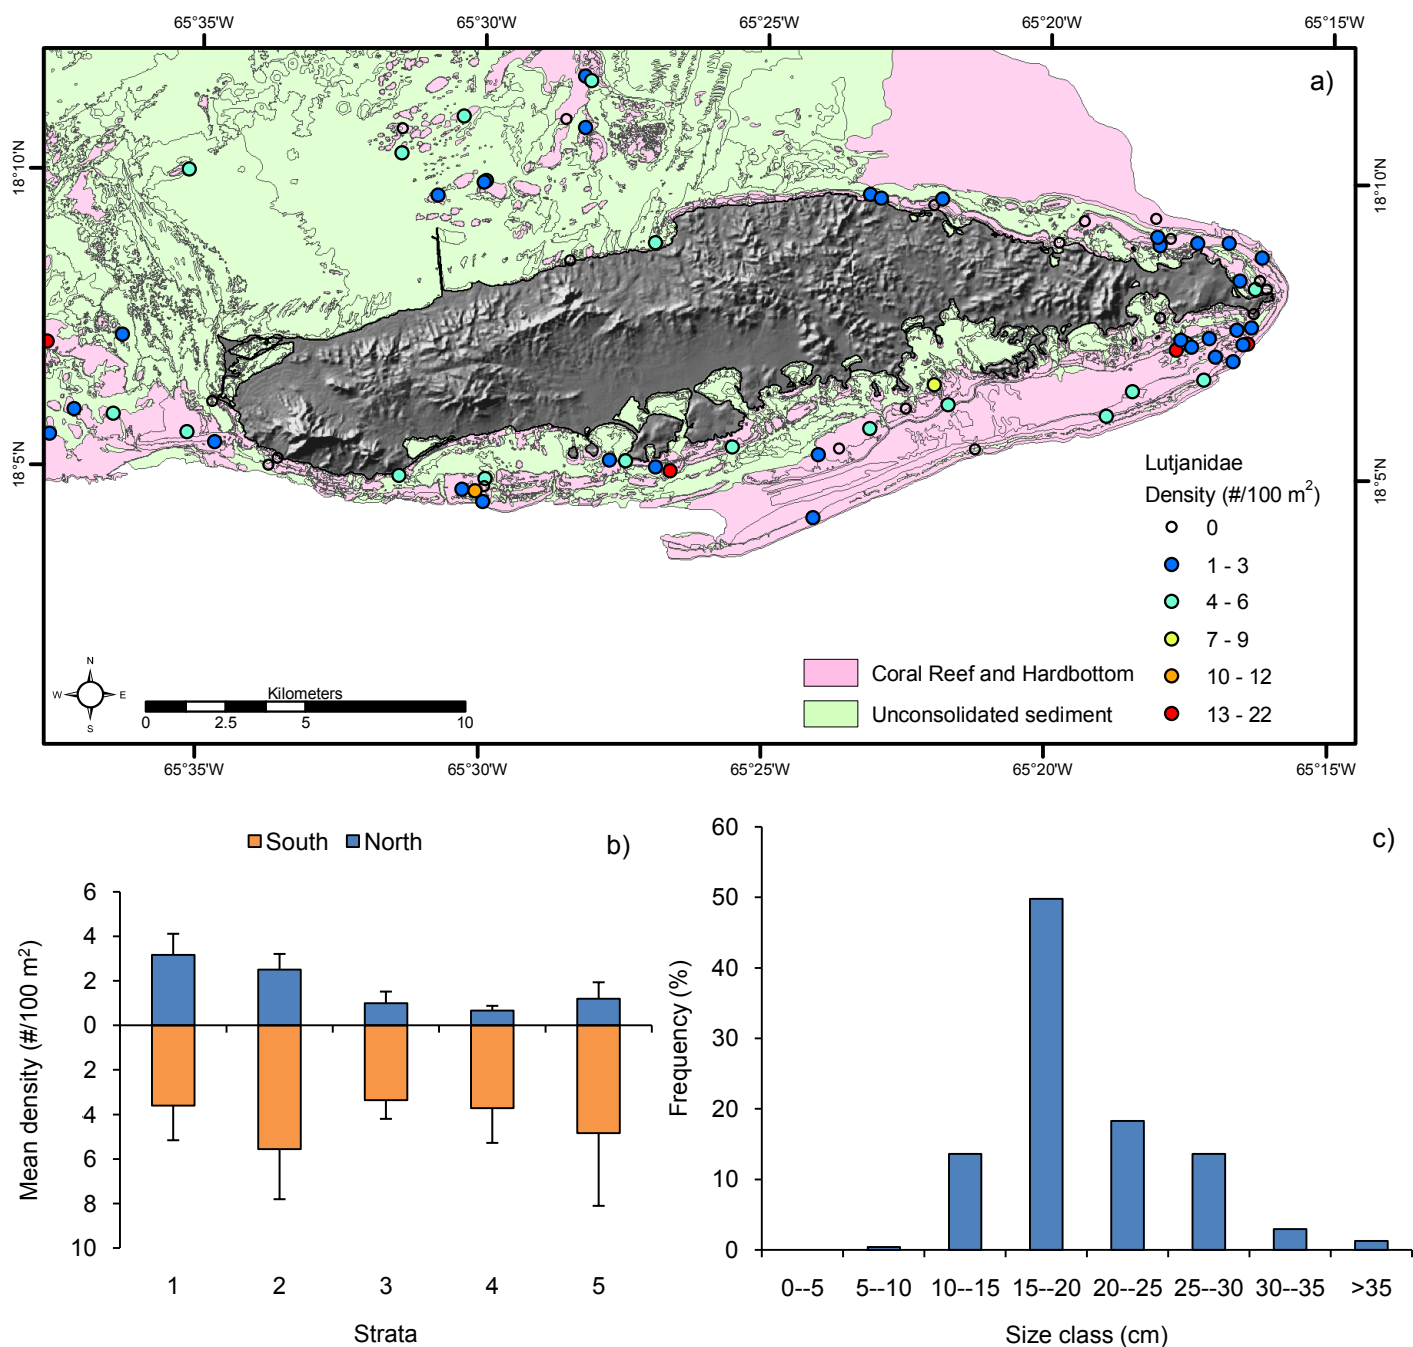 65°35'W 65°30'W 65°25'W 65°20'W 65°15'W
a)
18°10'N 18°10'N
18°5'N 18°5'N
Lutjanidae
Density (#/100 m²)
0
1 - 3
4 - 6
7 - 9
10 - 12
13 - 22
Coral Reef and Hardbottom
Unconsolidated sediment
N
W E
S
Kilometers
0 2.5 5 10
65°35'W 65°30'W 65°25'W 65°20'W 65°15'W
South North b)
Mean density (#/100 m²)
6
4
2
0
2
4
6
8
10
1 2 3 4 5
Strata
c)
Frequency (%)
60
50
40
30
20
10
0
0--5 5--10 10--15 15--20 20--25 25--30 30--35 >35
Size class (cm)